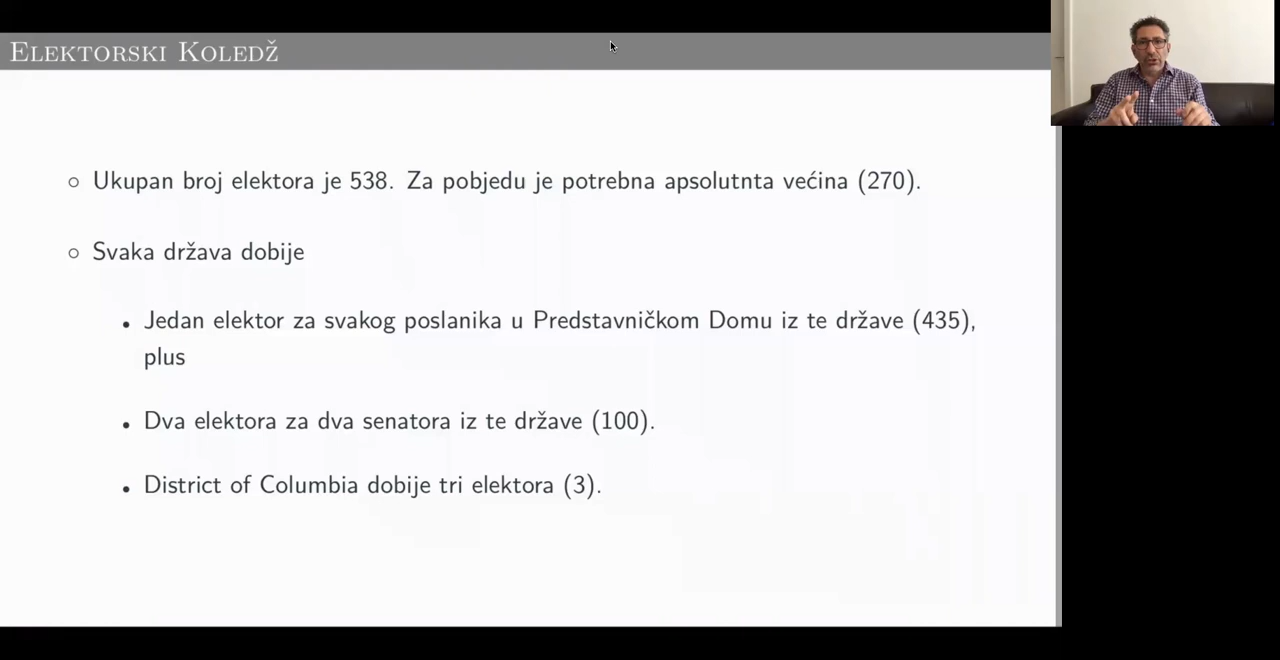 Elektorski Koledž
Ukupan broj elektora je 538. Za pobjedu je potrebna apsolutnta većina (270).
Svaka država dobije
Jedan elektor za svakog poslanika u Predstavničkom Domu iz te države (435),
plus
Dva elektora za dva senatora iz te države (100).
District of Columbia dobije tri elektora (3).